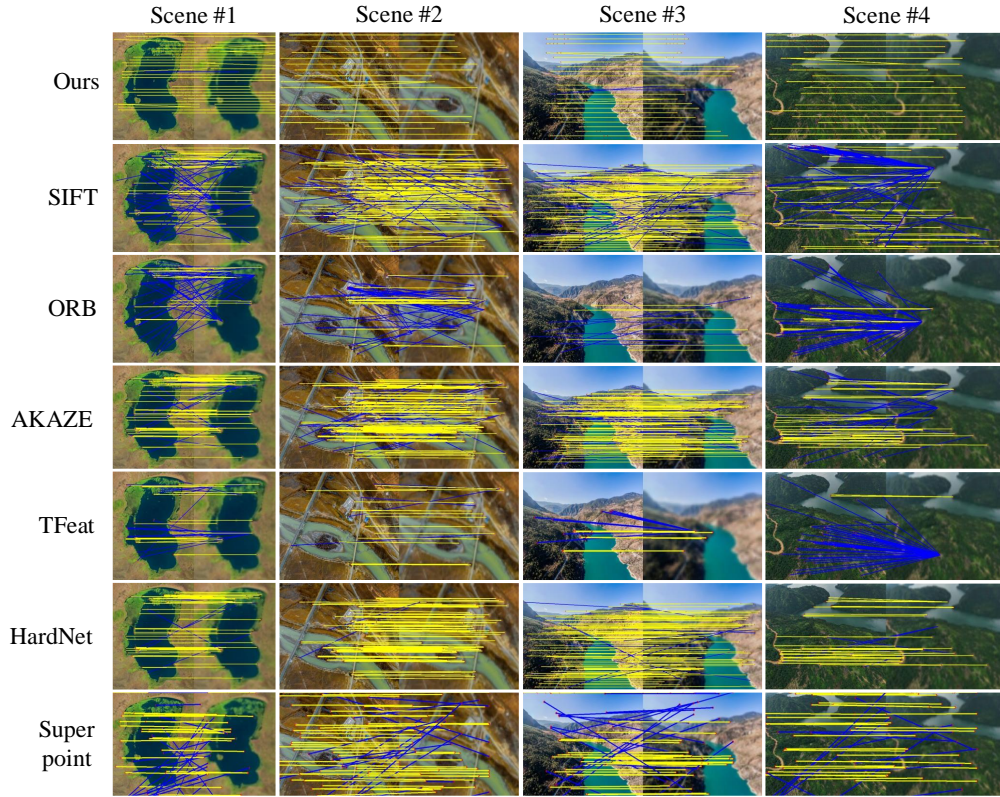 Scene #1 Scene #2 Scene #3 Scene #4
Ours
SIFT
ORB
AKAZE
TFeat
HardNet
Super
point